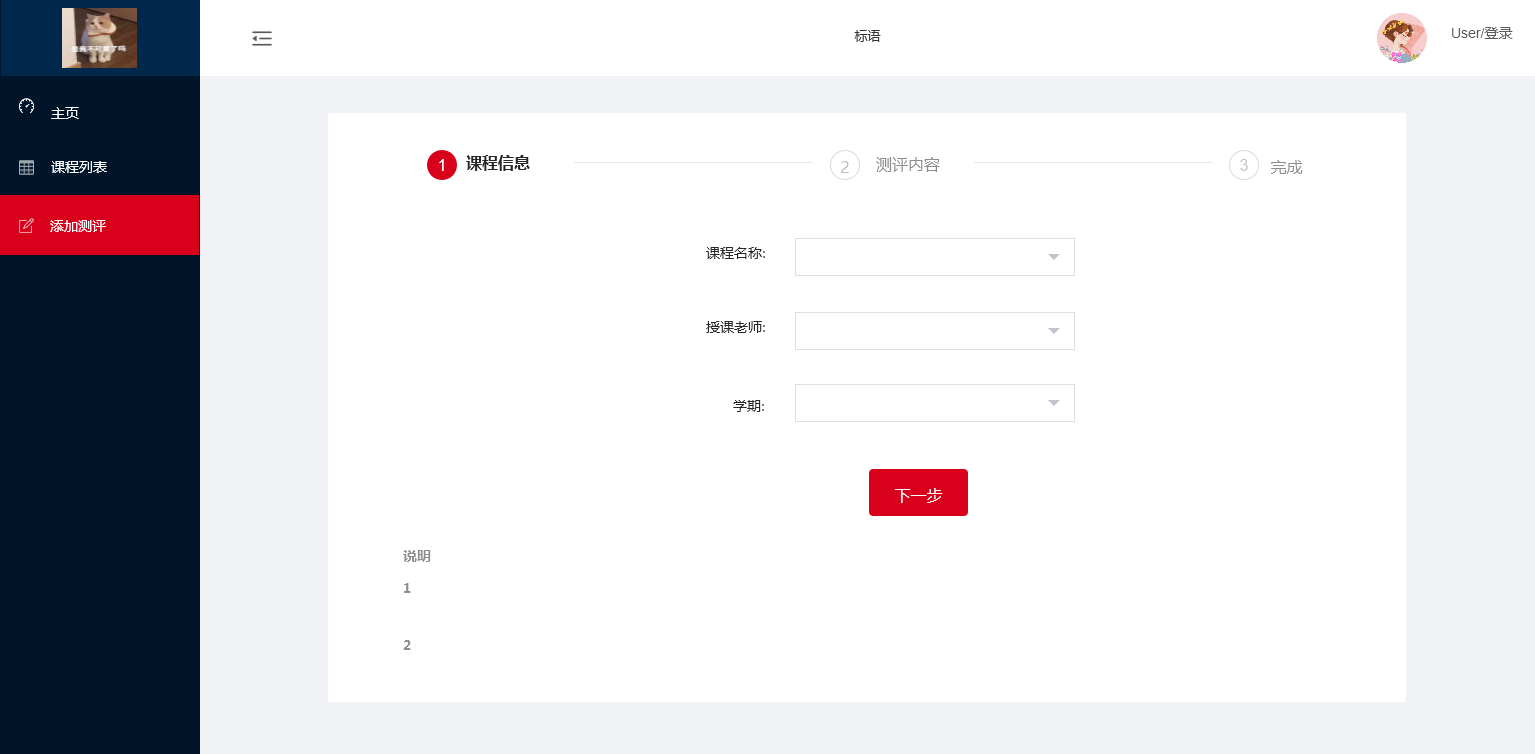 标语
User/登录
主页
课程列表
添加测评
1 课程信息
2 测评内容
3 完成
课程名称:
授课老师:
学期:
下一步
说明
1
2